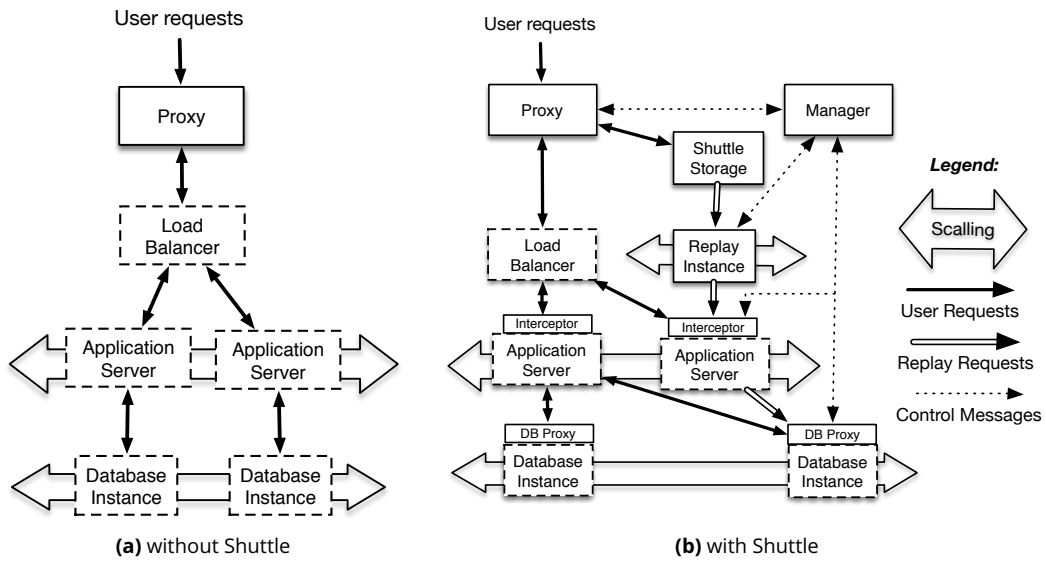 User requests
Proxy
Load
Balancer
Application
Server
Application
Server
Database
Instance
Database
Instance
(a) without Shuttle
User requests
Proxy
Manager
Shuttle
Storage
Load
Balancer
Replay
Instance
Interceptor
Interceptor
Application
Server
Application
Server
DB Proxy
DB Proxy
Database
Instance
Database
Instance
(b) with Shuttle
Legend:
Scalling
User Requests
Replay Requests
Control Messages